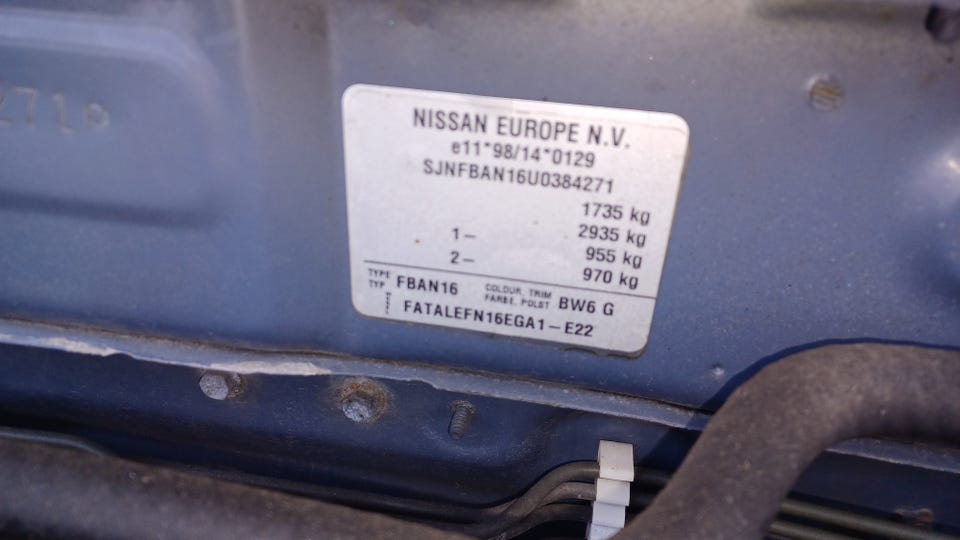 2710
NISSAN EUROPE N.V.
e11*98/14*0129
SJNFBAN16U0384271
1735 kg
1– 2935 kg
2– 955 kg
970 kg
TYPE
TYP
FBAN16
COLOUR, TRIM
FARBE, POLST
BW6 G
FATALEFN16EGA1–E22